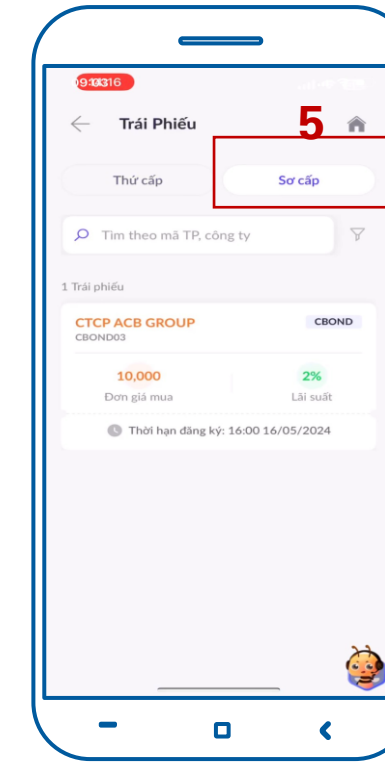 Trái Phiếu
5
Thứ cấp
Sơ cấp
Tìm theo mã TP, công ty
1 Trái phiếu
CTCP ACB GROUP
CBOND
CBOND03
10,000
2%
Đơn giá mua
Lãi suất
Thời hạn đăng ký: 16:00 16/05/2024